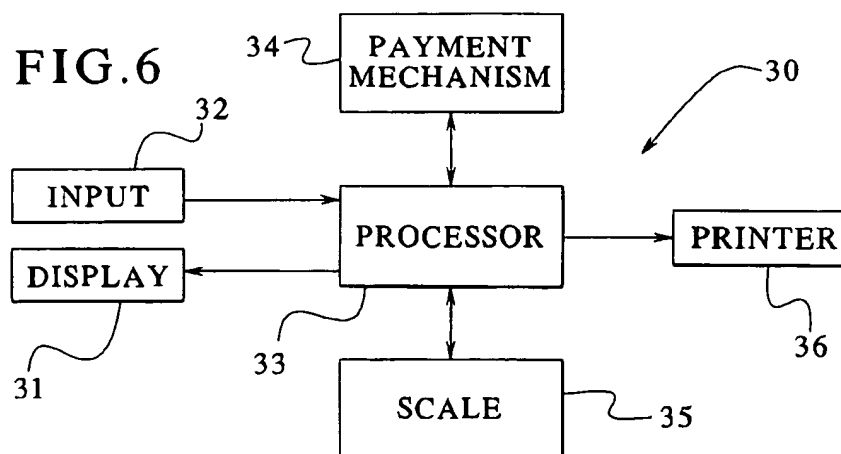 FIG.6
34
PAYMENT
MECHANISM
30
32
INPUT
PROCESSOR
PRINTER
DISPLAY
31
33
36
SCALE
35